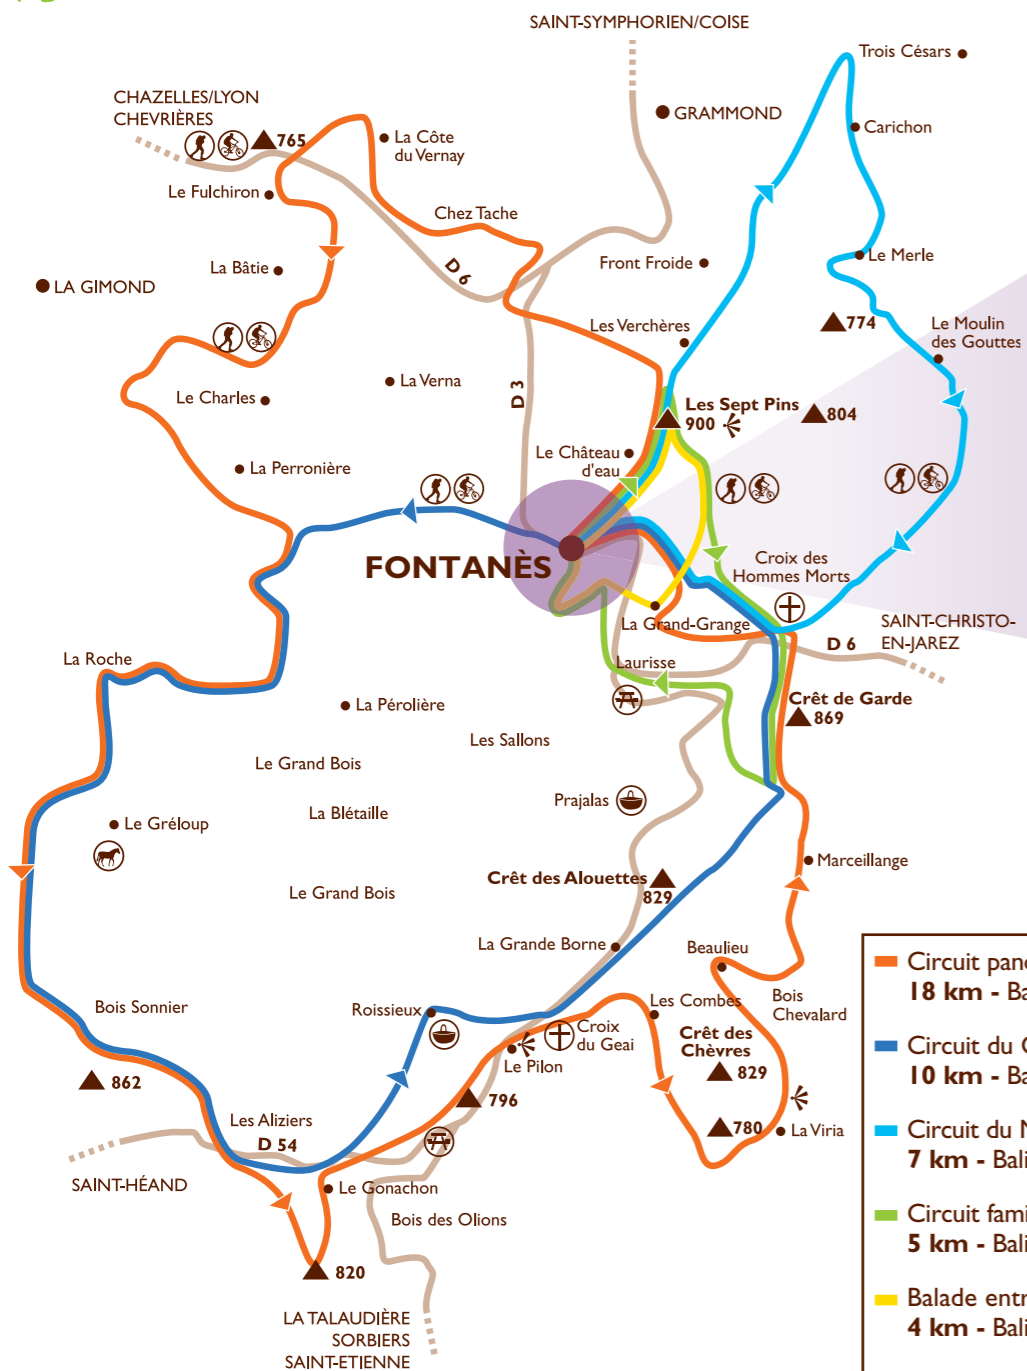 SAINT-SYMPHORIEN/COISE
Trois Césars
CHAZELLES/LYON
CHEVRIÈRES
765
GRAMMOND
Carichon
La Côte
du Vernay
Le Fulchiron
Chez Tache
La Bâtie
D 6
Front Froide
Le Merle
LA GIMOND
774
Le Moulin
des Gouttes
Les Verchères
La Verna
D 3
Le Charles
Les Sept Pins
900
804
Le Château
d'eau
La Perronière
FONTANÈS
Croix des
Hommes Morts
La Grand-Grange
SAINT-CHRISTO-
EN-JAREZ
D 6
La Roche
Laurisse
La Pérolière
Crêt de Garde
869
Les Sallons
Le Grand Bois
Prajalas
La Blétaille
Le Gréloup
Marceillange
Crêt des Alouettes
829
Le Grand Bois
La Grande Borne
Beaulieu
Bois Sonnier
Roissieux
Les Combes
Bois
Chevalard
Croix
du Geai
Le Pilon
Crêt des
Chèvres
829
862
796
780
La Viria
Les Aliziers
D 54
SAINT-HÉAND
Le Gonachon
Bois des Olions
820
LA TALAUDIÈRE
SORBIERS
SAINT-ETIENNE
Circuit pano
18 km - Ba
Circuit du C
10 km - Ba
Circuit du M
7 km - Bali
Circuit fami
5 km - Bali
Balade entr
4 km - Bali